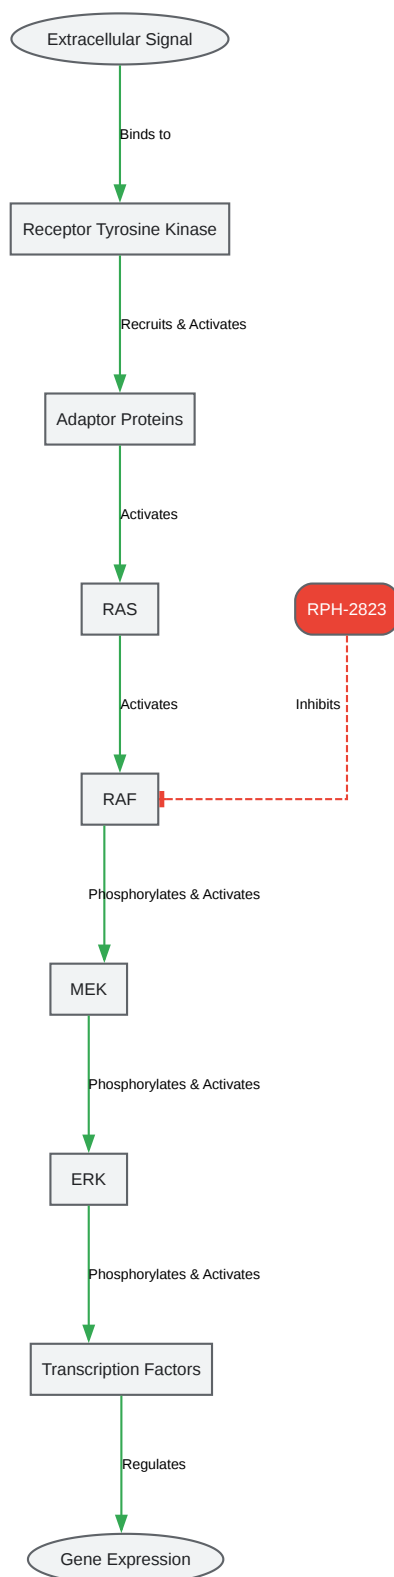 Extracellular Signal
Binds to
Receptor Tyrosine Kinase
Recruits & Activates
Adaptor Proteins
Activates
RAS
RPH-2823
Activates
Inhibits
RAF
Phosphorylates & Activates
MEK
Phosphorylates & Activates
ERK
Phosphorylates & Activates
Transcription Factors
Regulates
Gene Expression